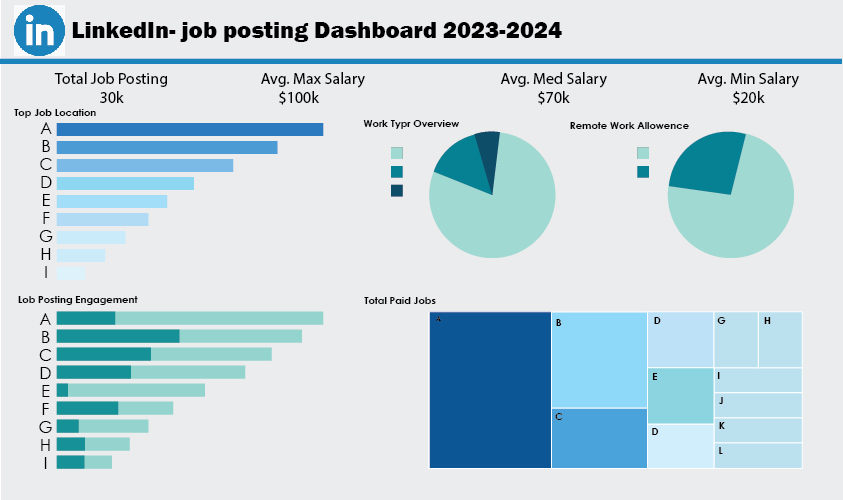 in
LinkedIn- job posting Dashboard 2023-2024
Total Job Posting
30k
Avg. Max Salary
$100k
Avg. Med Salary
$70k
Avg. Min Salary
$20k
Top Job Location
A
B
C
D
E
F
G
H
I
Work Typr Overview
Remote Work Allowence
Lob Posting Engagement
A
B
C
D
E
F
G
H
I
Total Paid Jobs
A
B
C
D
E
D
G
H
I
J
K
L